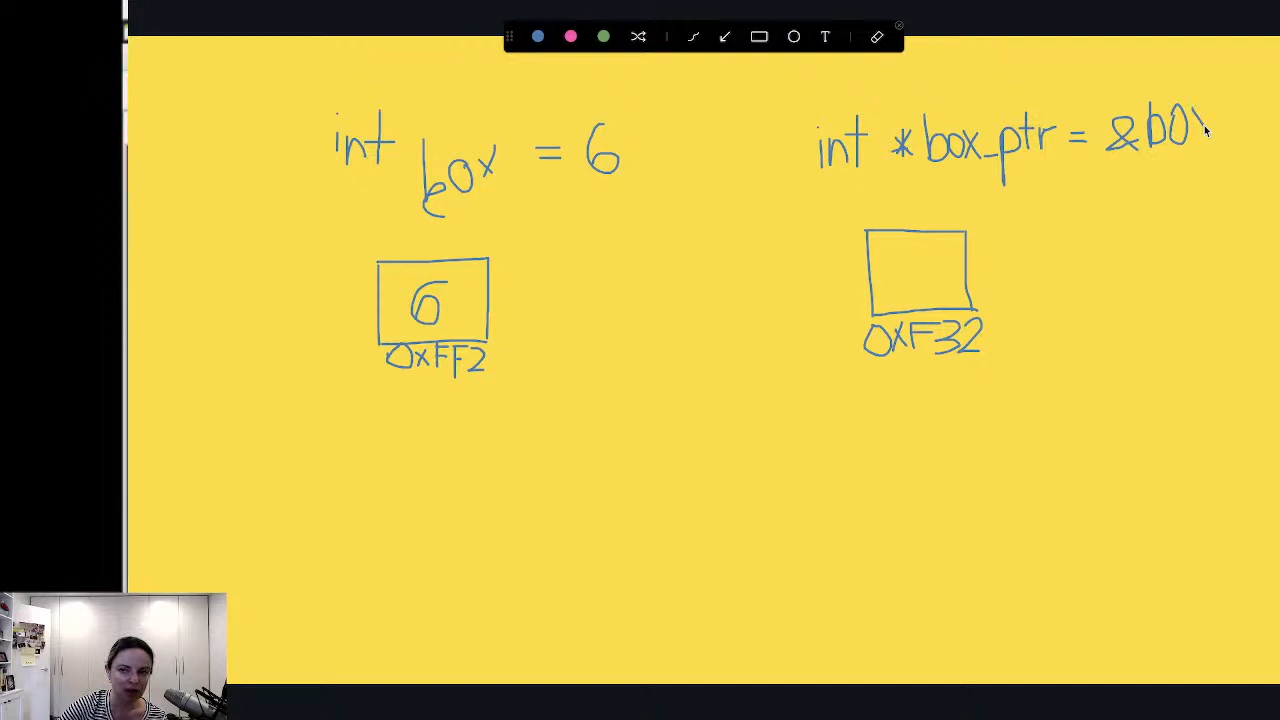 int box = 6
int *box_ptr = &box
6
0xFF2
0xF32
T